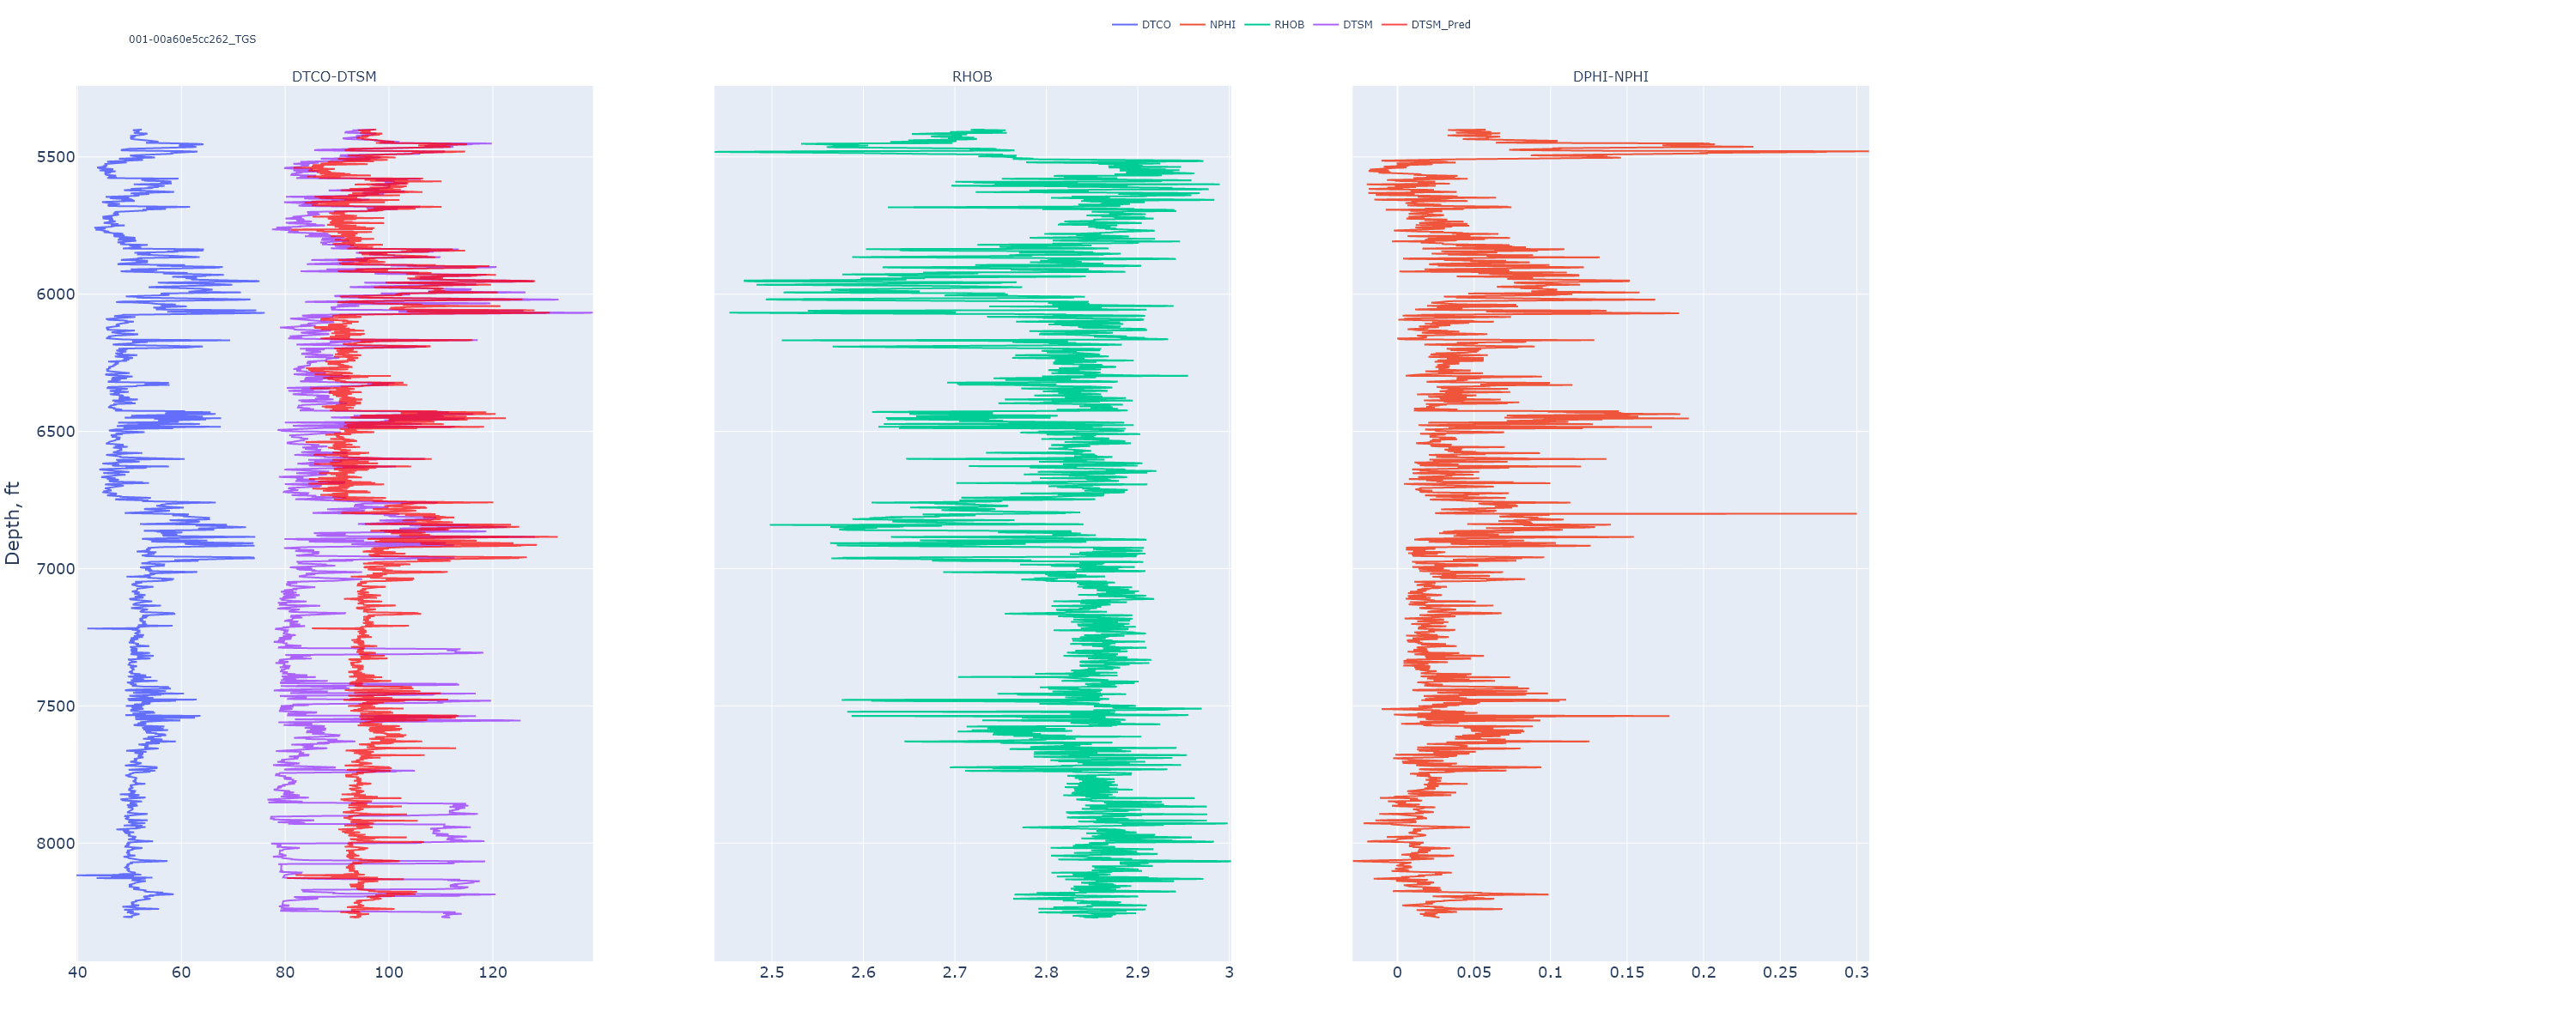 DTCO NPHI RHOB DTSM DTSM_Pred
001-00a60e5cc262_TGS
DTCO-DTSM RHOB DPHI-NPHI
5500
6000
6500
7000
7500
8000
Depth, ft
40 60 80 100 120 2.5 2.6 2.7 2.8 2.9 3 0 0.05 0.1 0.15 0.2 0.25 0.3